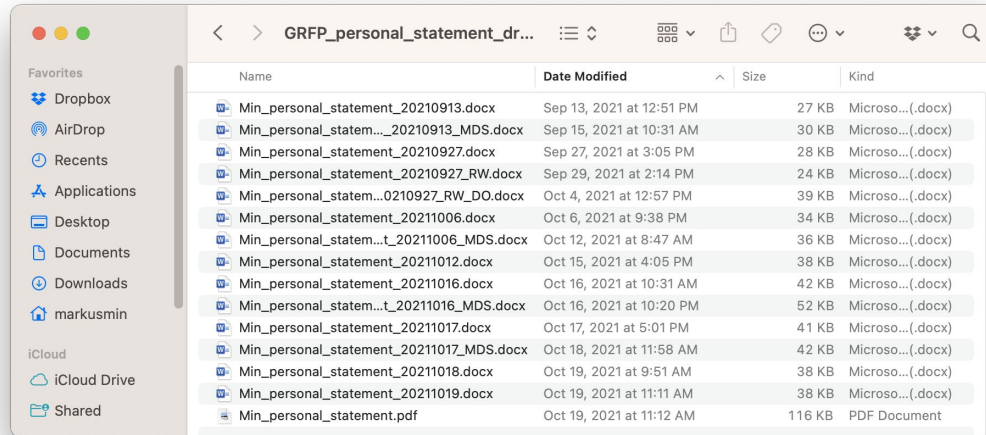 GRFP_personal_statement_dr...
Favorites
Dropbox
AirDrop
Recents
Applications
Desktop
Documents
Downloads
markusmin
iCloud
iCloud Drive
Shared
Name Date Modified Size Kind
Min_personal_statement_20210913.docx Sep 13, 2021 at 12:51 PM 27 KB Microso...(.docx)
Min_personal_statem..._20210913_MDS.docx Sep 15, 2021 at 10:31 AM 30 KB Microso...(.docx)
Min_personal_statement_20210927.docx Sep 27, 2021 at 3:05 PM 28 KB Microso...(.docx)
Min_personal_statement_20210927_RW.docx Sep 29, 2021 at 2:14 PM 24 KB Microso...(.docx)
Min_personal_statem...0210927_RW_DO.docx Oct 4, 2021 at 12:57 PM 39 KB Microso...(.docx)
Min_personal_statement_20211006.docx Oct 6, 2021 at 9:38 PM 34 KB Microso...(.docx)
Min_personal_statem...t_20211006_MDS.docx Oct 12, 2021 at 8:47 AM 36 KB Microso...(.docx)
Min_personal_statement_20211012.docx Oct 15, 2021 at 4:05 PM 38 KB Microso...(.docx)
Min_personal_statement_20211016.docx Oct 16, 2021 at 10:31 AM 42 KB Microso...(.docx)
Min_personal_statem...t_20211016_MDS.docx Oct 16, 2021 at 10:20 PM 52 KB Microso...(.docx)
Min_personal_statement_20211017.docx Oct 17, 2021 at 5:01 PM 41 KB Microso...(.docx)
Min_personal_statement_20211017_MDS.docx Oct 18, 2021 at 11:58 AM 42 KB Microso...(.docx)
Min_personal_statement_20211018.docx Oct 19, 2021 at 9:51 AM 38 KB Microso...(.docx)
Min_personal_statement_20211019.docx Oct 19, 2021 at 11:11 AM 38 KB Microso...(.docx)
Min_personal_statement.pdf Oct 19, 2021 at 11:12 AM 116 KB PDF Document